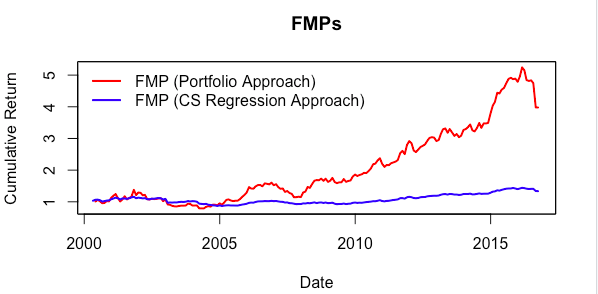 FMPs
Cumulative Return
5
4
3
2
1
FMP (Portfolio Approach)
FMP (CS Regression Approach)
2000 2005 2010 2015
Date